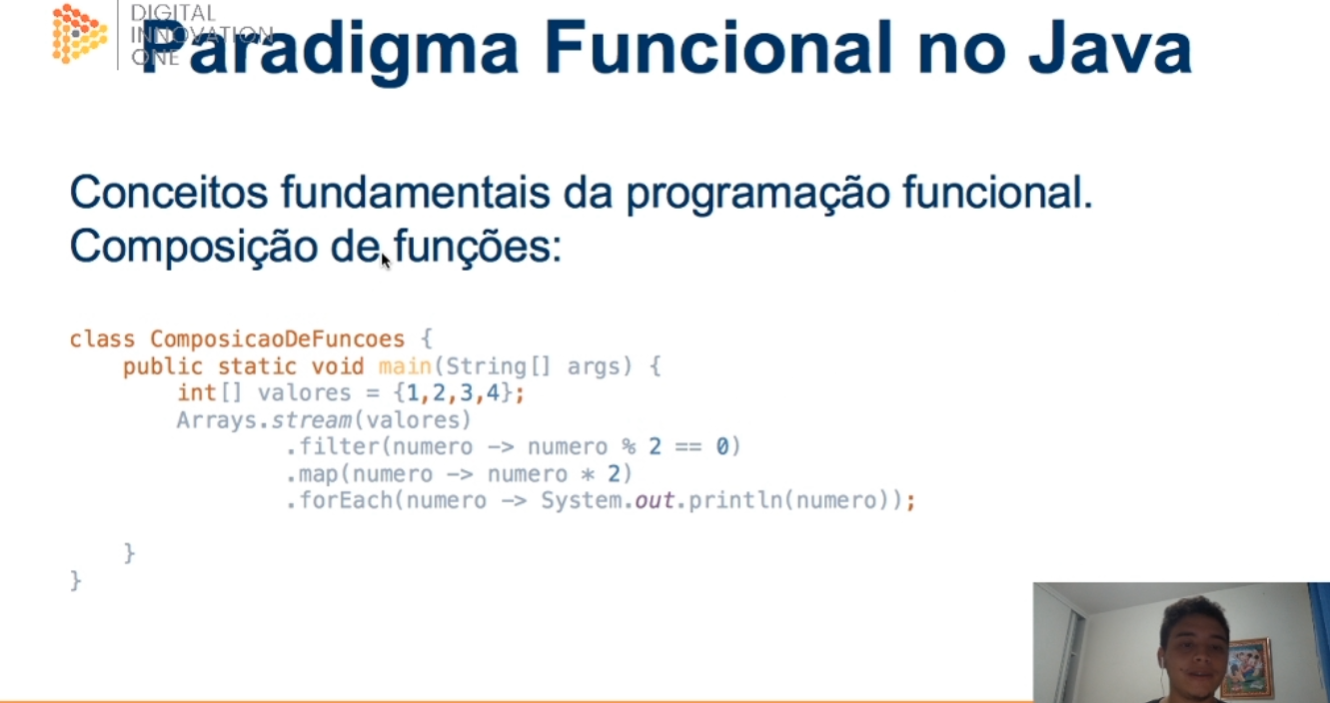 DIGITAL
INNOVATION
ONE
Paradigma Funcional no Java
Conceitos fundamentais da programação funcional.
Composição de funções:
class ComposicaoDeFuncoes {
    public static void main(String[] args) {
        int[] valores = {1,2,3,4};
        Arrays.stream(valores)
                .filter(numero -> numero % 2 == 0)
                .map(numero -> numero * 2)
                .forEach(numero -> System.out.println(numero));
    }
}